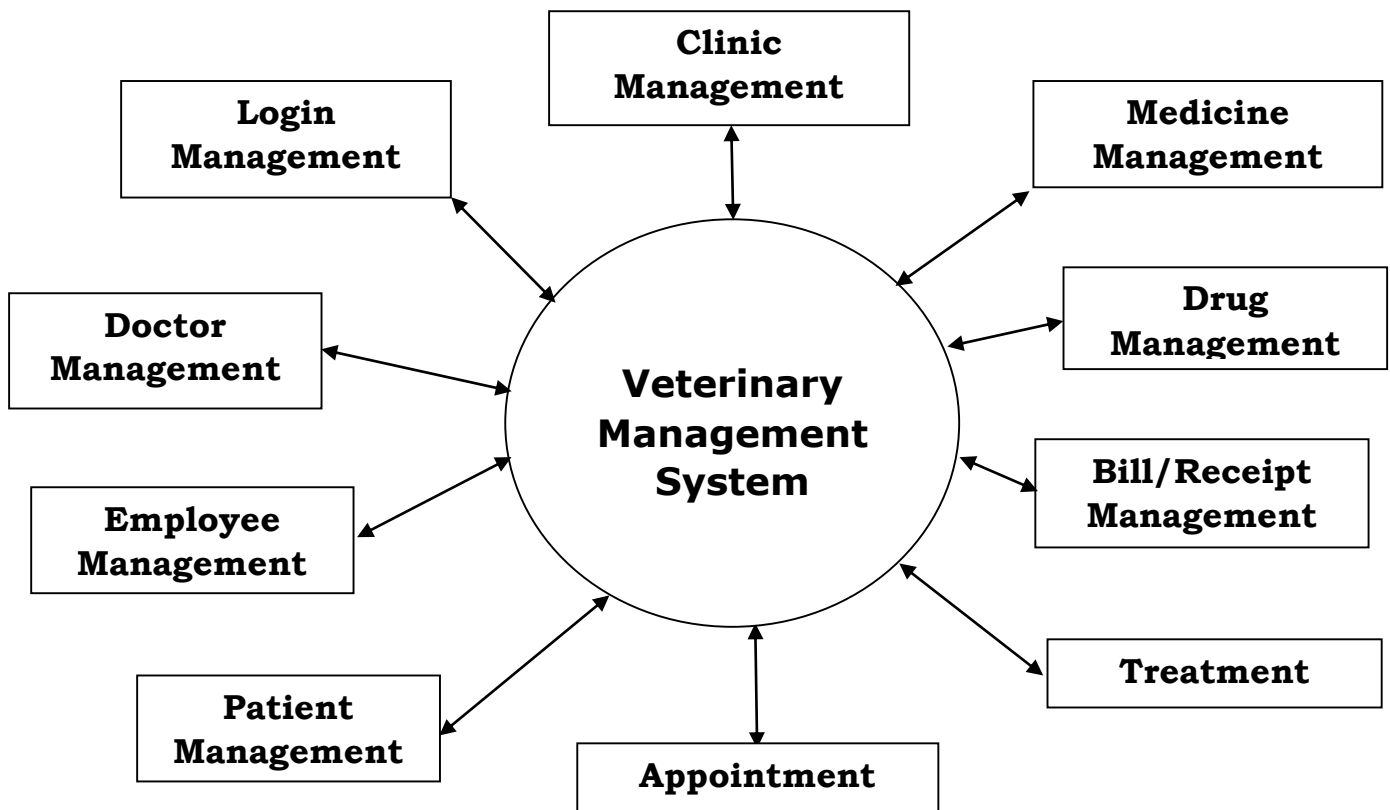 Clinic
Management
Login
Management
Medicine
Management
Doctor
Management
Drug
Management
Veterinary
Management
System
Employee
Management
Bill/Receipt
Management
Patient
Management
Treatment
Appointment